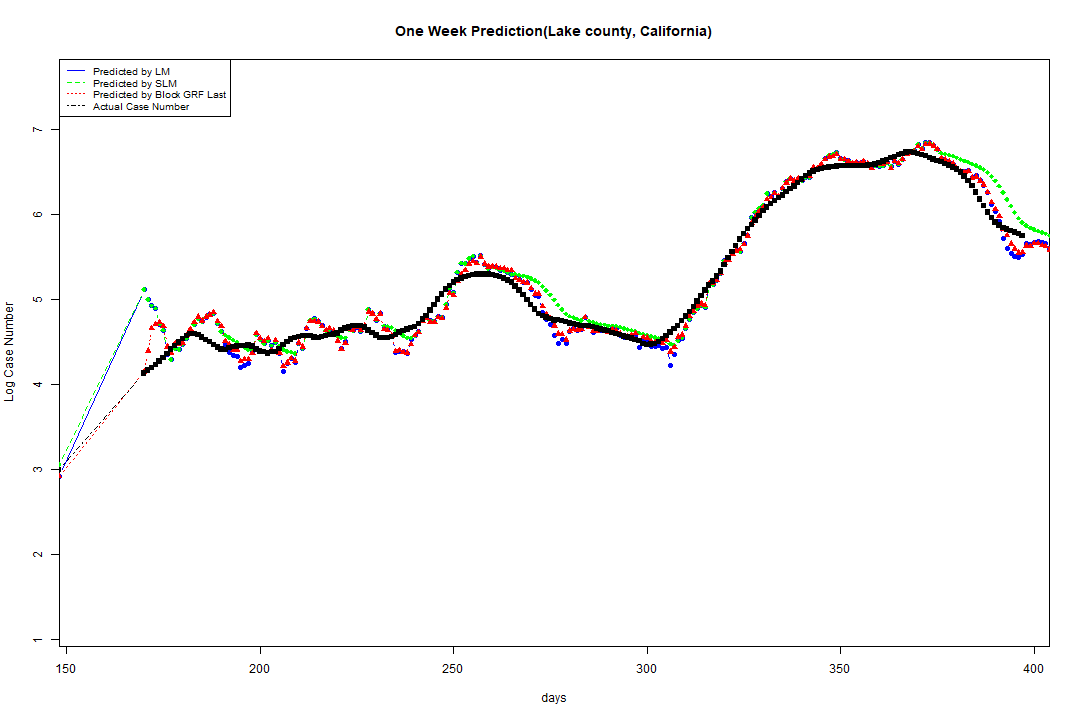 One Week Prediction(Lake county, California)
Predicted by LM
Predicted by SLM
Predicted by Block GRF Last
Actual Case Number
Log Case Number
7
6
5
4
3
2
1
150 200 250 300 350 400
days